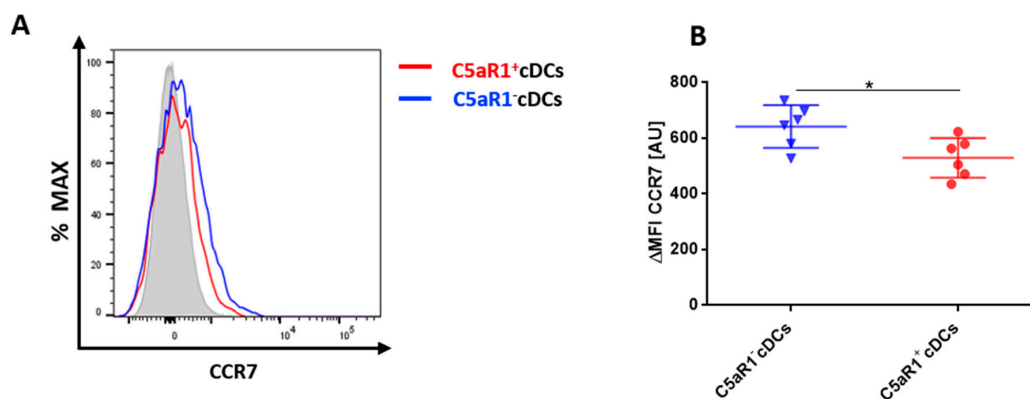 A
% MAX
100
80
60
40
20
0
0
10⁴
10⁵
CCR7
C5aR1⁺cDCs
C5aR1⁻cDCs
B
ΔMFI CCR7 [AU]
800
600
400
200
0
*
C5aR1⁻cDCs
C5aR1⁺cDCs